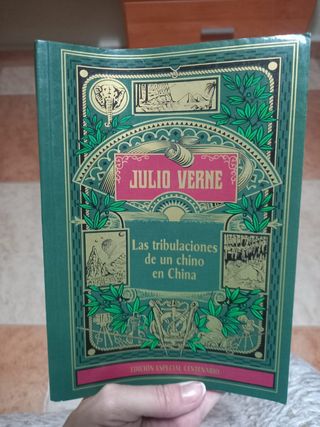 JULIO VERNE
Las tribulaciones
de un chino
en China
EDICIÓN ESPECIAL CENTENARIO